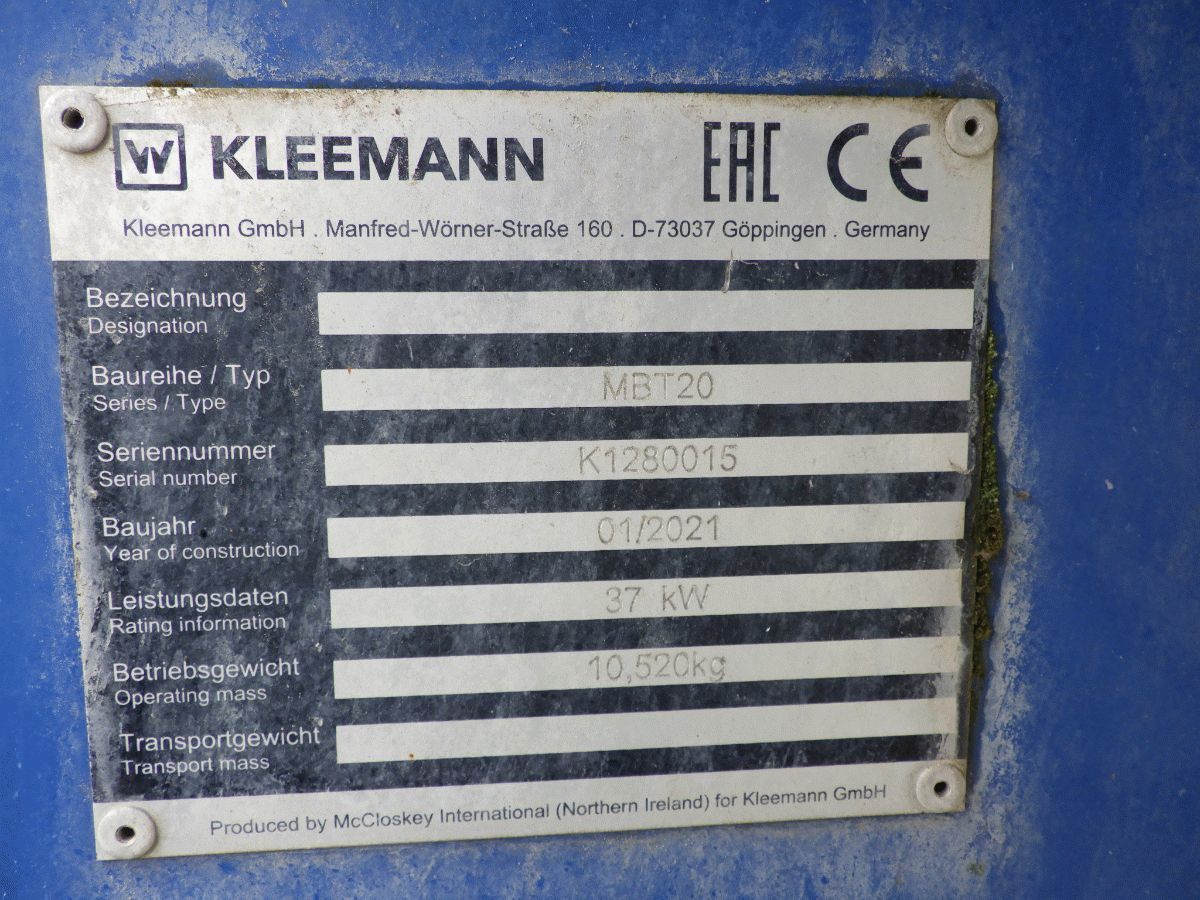 W KLEEMANN EAC CE
Kleemann GmbH . Manfred-Wörner-Straße 160 . D-73037 Göppingen . Germany
Bezeichnung
Designation
Baureihe / Typ
Series / Type
MBT20
Seriennummer
Serial number
K1280015
Baujahr
Year of construction
01/2021
Leistungsdaten
Rating information
37 kW
Betriebsgewicht
Operating mass
10,520kg
Transportgewicht
Transport mass
Produced by McCloskey International (Northern Ireland) for Kleemann GmbH